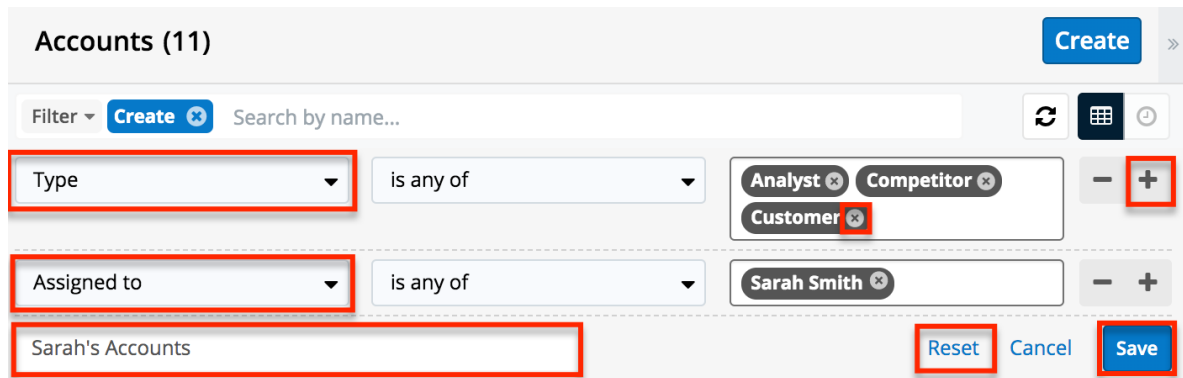 Accounts (11) Create »
Filter Create Search by name...
Type is any of Analyst Competitor
Customer
Assigned to is any of Sarah Smith
Sarah's Accounts Reset Cancel Save